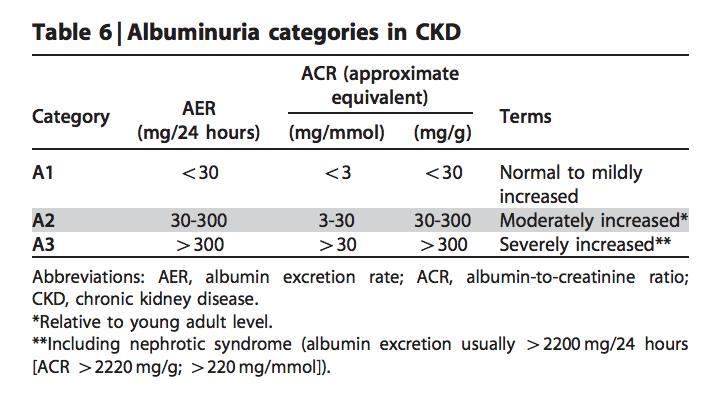 Table 6 | Albuminuria categories in CKD
ACR (approximate
equivalent)
Category
AER
(mg/24 hours)
(mg/mmol)
(mg/g)
Terms
A1 <30 <3 <30 Normal to mildly
increased
A2 30-300 3-30 30-300 Moderately increased*
A3 >300 >30 >300 Severely increased**
Abbreviations: AER, albumin excretion rate; ACR, albumin-to-creatinine ratio;
CKD, chronic kidney disease.
*Relative to young adult level.
**Including nephrotic syndrome (albumin excretion usually >2200 mg/24 hours
[ACR >2220 mg/g; >220 mg/mmol]).